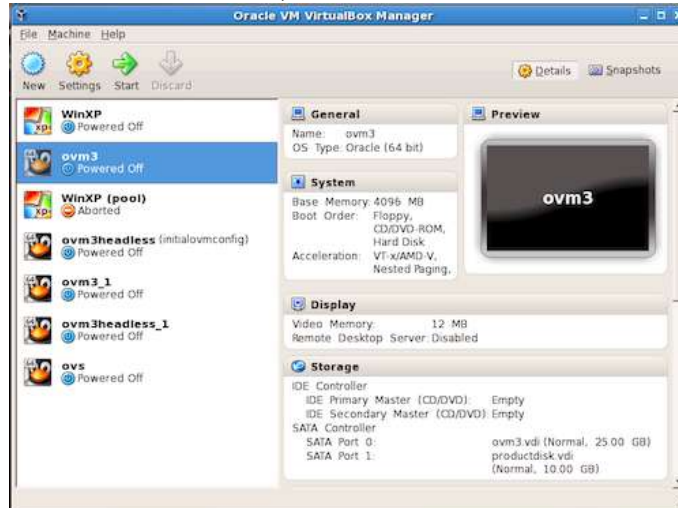 Oracle VM VirtualBox Manager
File Machine Help
New Settings Start Discard
Details Snapshots
WinXP
Powered Off
ovm3
Powered Off
WinXP (pool)
Aborted
ovm3headless (initialovmconfig)
Powered Off
ovm3_1
Powered Off
ovm3headless_1
Powered Off
ovs
Powered Off
General
Name: ovm3
OS Type: Oracle (64 bit)
System
Base Memory: 4096 MB
Boot Order: Floppy,
CD/DVD-ROM,
Hard Disk
Acceleration: VT-x/AMD-V,
Nested Paging,
Preview
ovm3
Display
Video Memory: 12 MB
Remote Desktop Server: Disabled
Storage
IDE Controller
IDE Primary Master (CD/DVD): Empty
IDE Secondary Master (CD/DVD): Empty
SATA Controller
SATA Port 0: ovm3.vdi (Normal, 25.00 GB)
SATA Port 1: productdisk.vdi
(Normal, 10.00 GB)